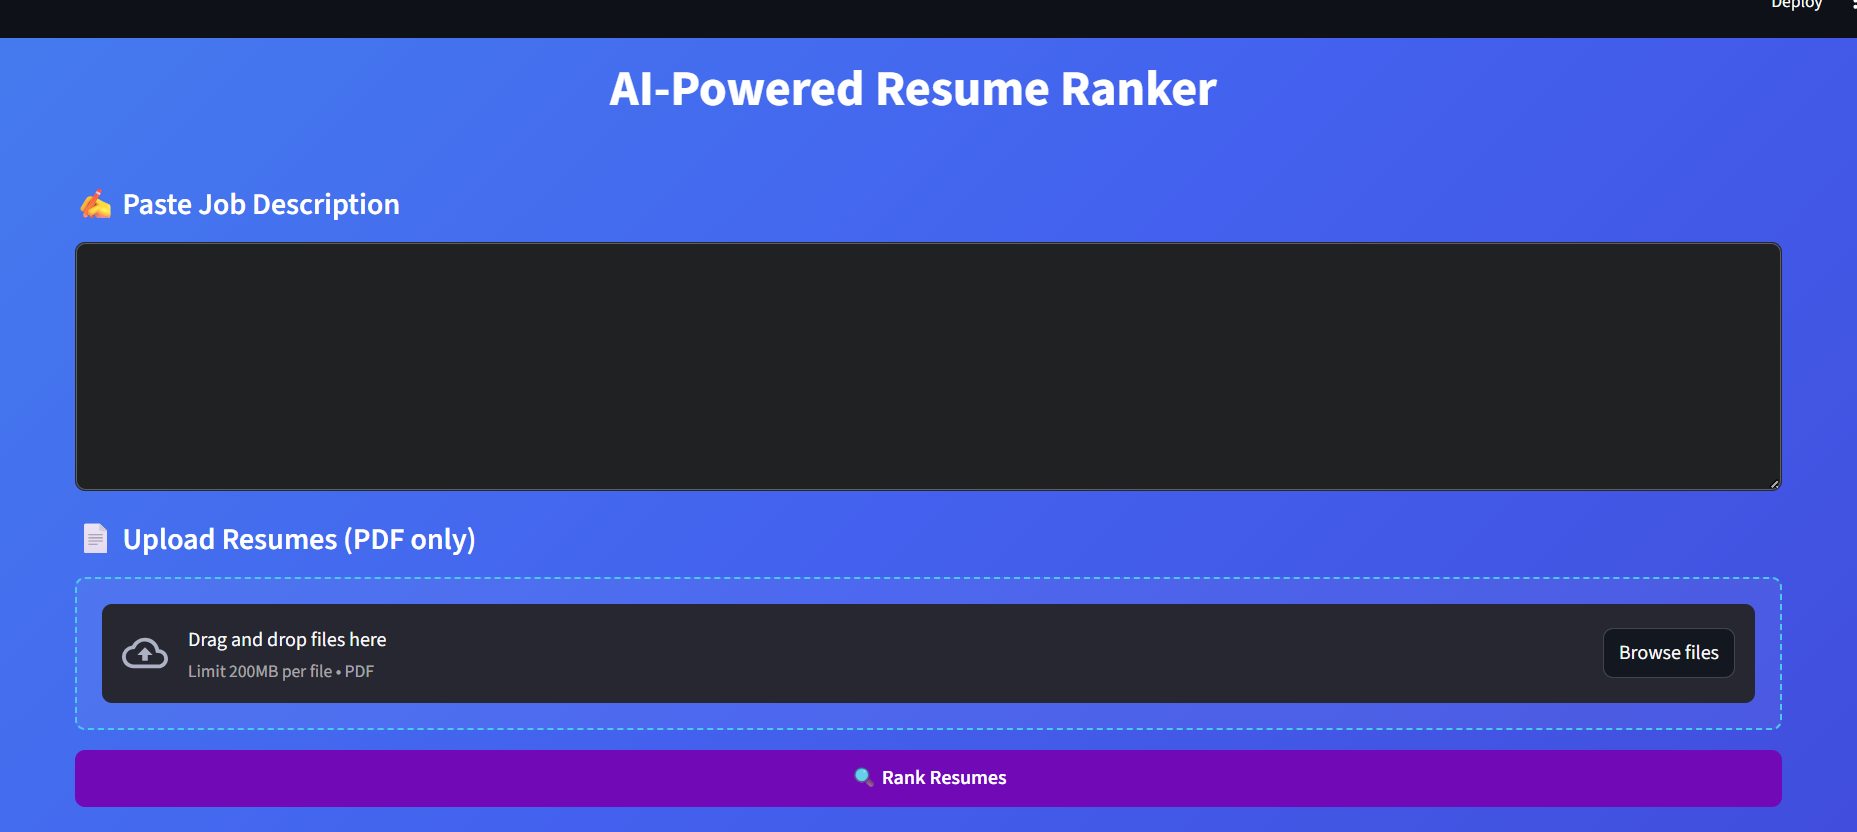 Deploy
AI-Powered Resume Ranker
✍️ Paste Job Description
📄 Upload Resumes (PDF only)
Drag and drop files here
Limit 200MB per file • PDF
Browse files
🔍 Rank Resumes